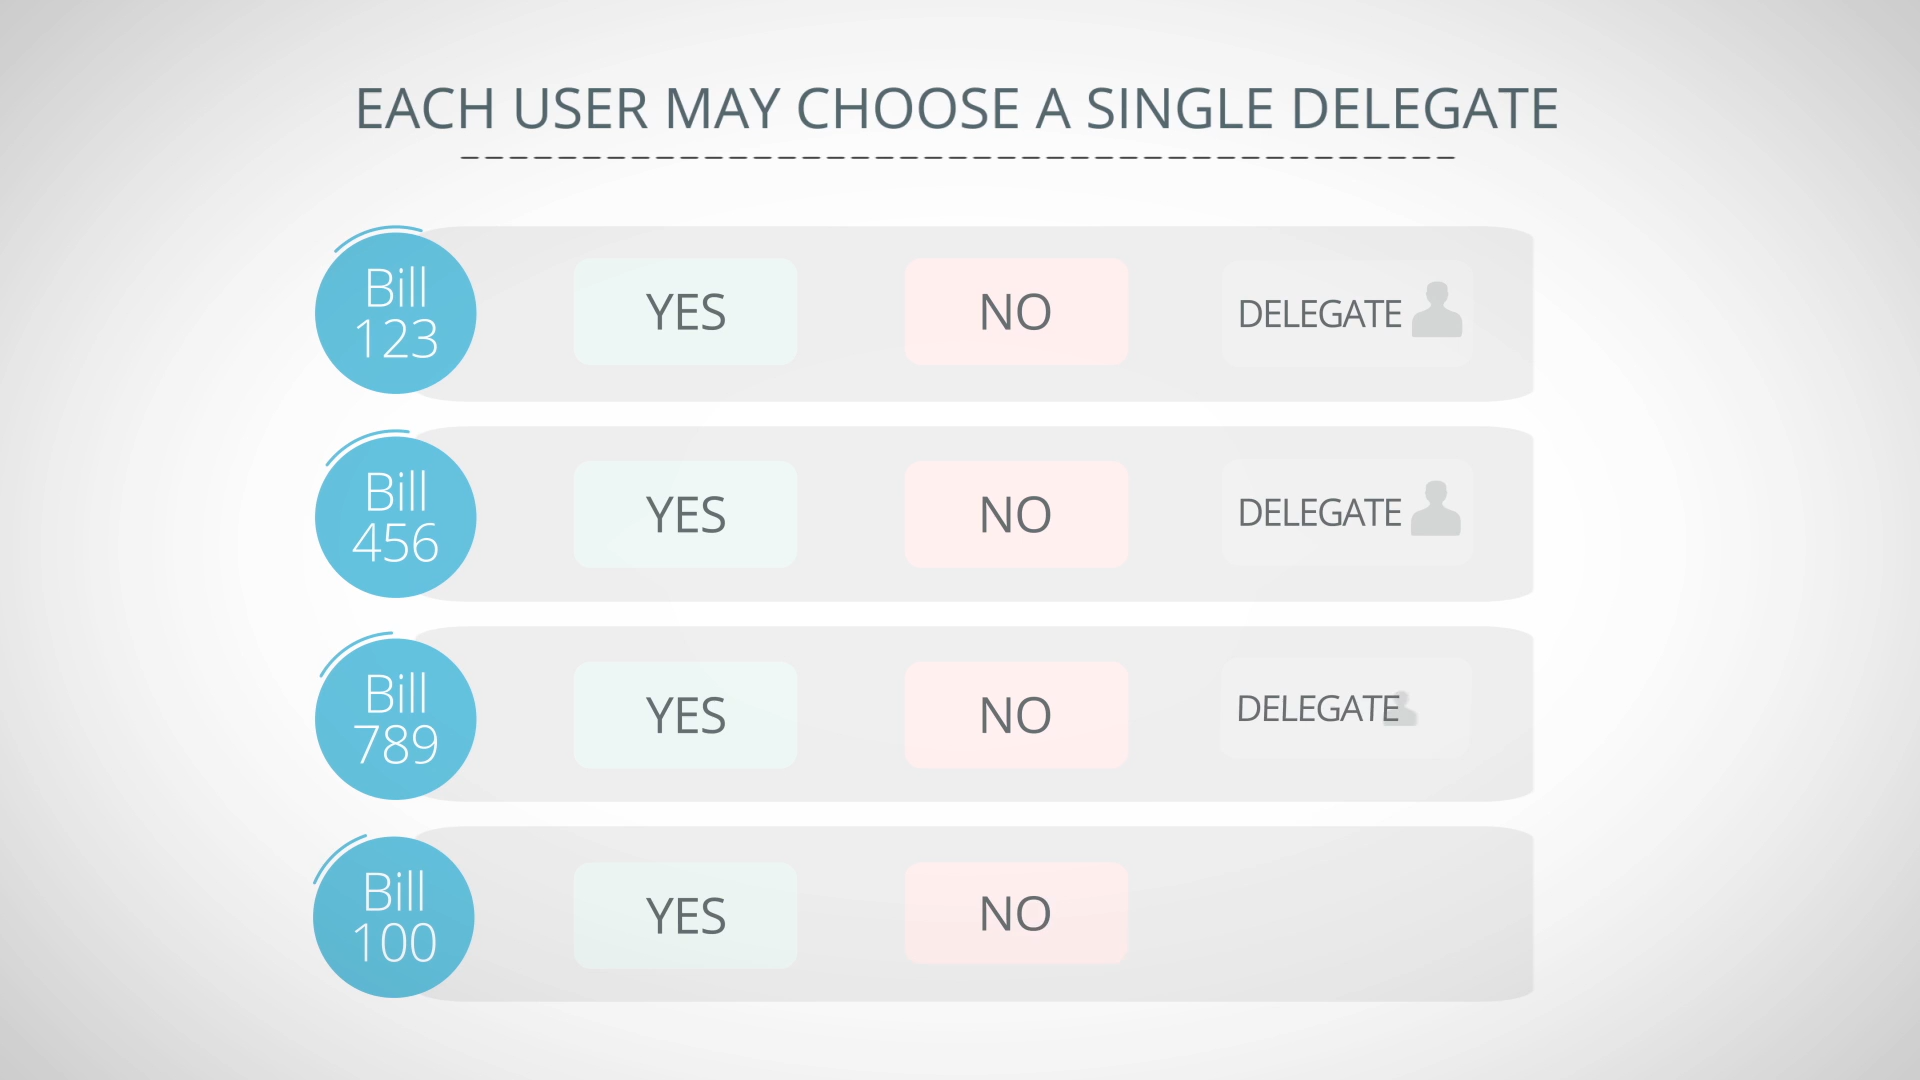 EACH USER MAY CHOOSE A SINGLE DELEGATE
Bill
123
YES
NO
DELEGATE
Bill
456
YES
NO
DELEGATE
Bill
789
YES
NO
DELEGATE
Bill
100
YES
NO